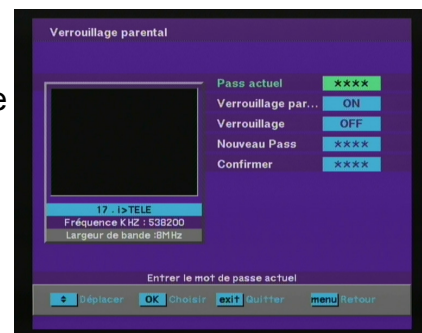 Verrouillage parental
e
Pass actuel ****
Verrouillage par... ON
Verrouillage OFF
Nouveau Pass ****
Confirmer ****
17 . i>TELE
Fréquence KHZ : 538200
Largeur de bande :8MHz
Entrer le mot de passe actuel
Déplacer OK Choisir exit Quitter menu Retour